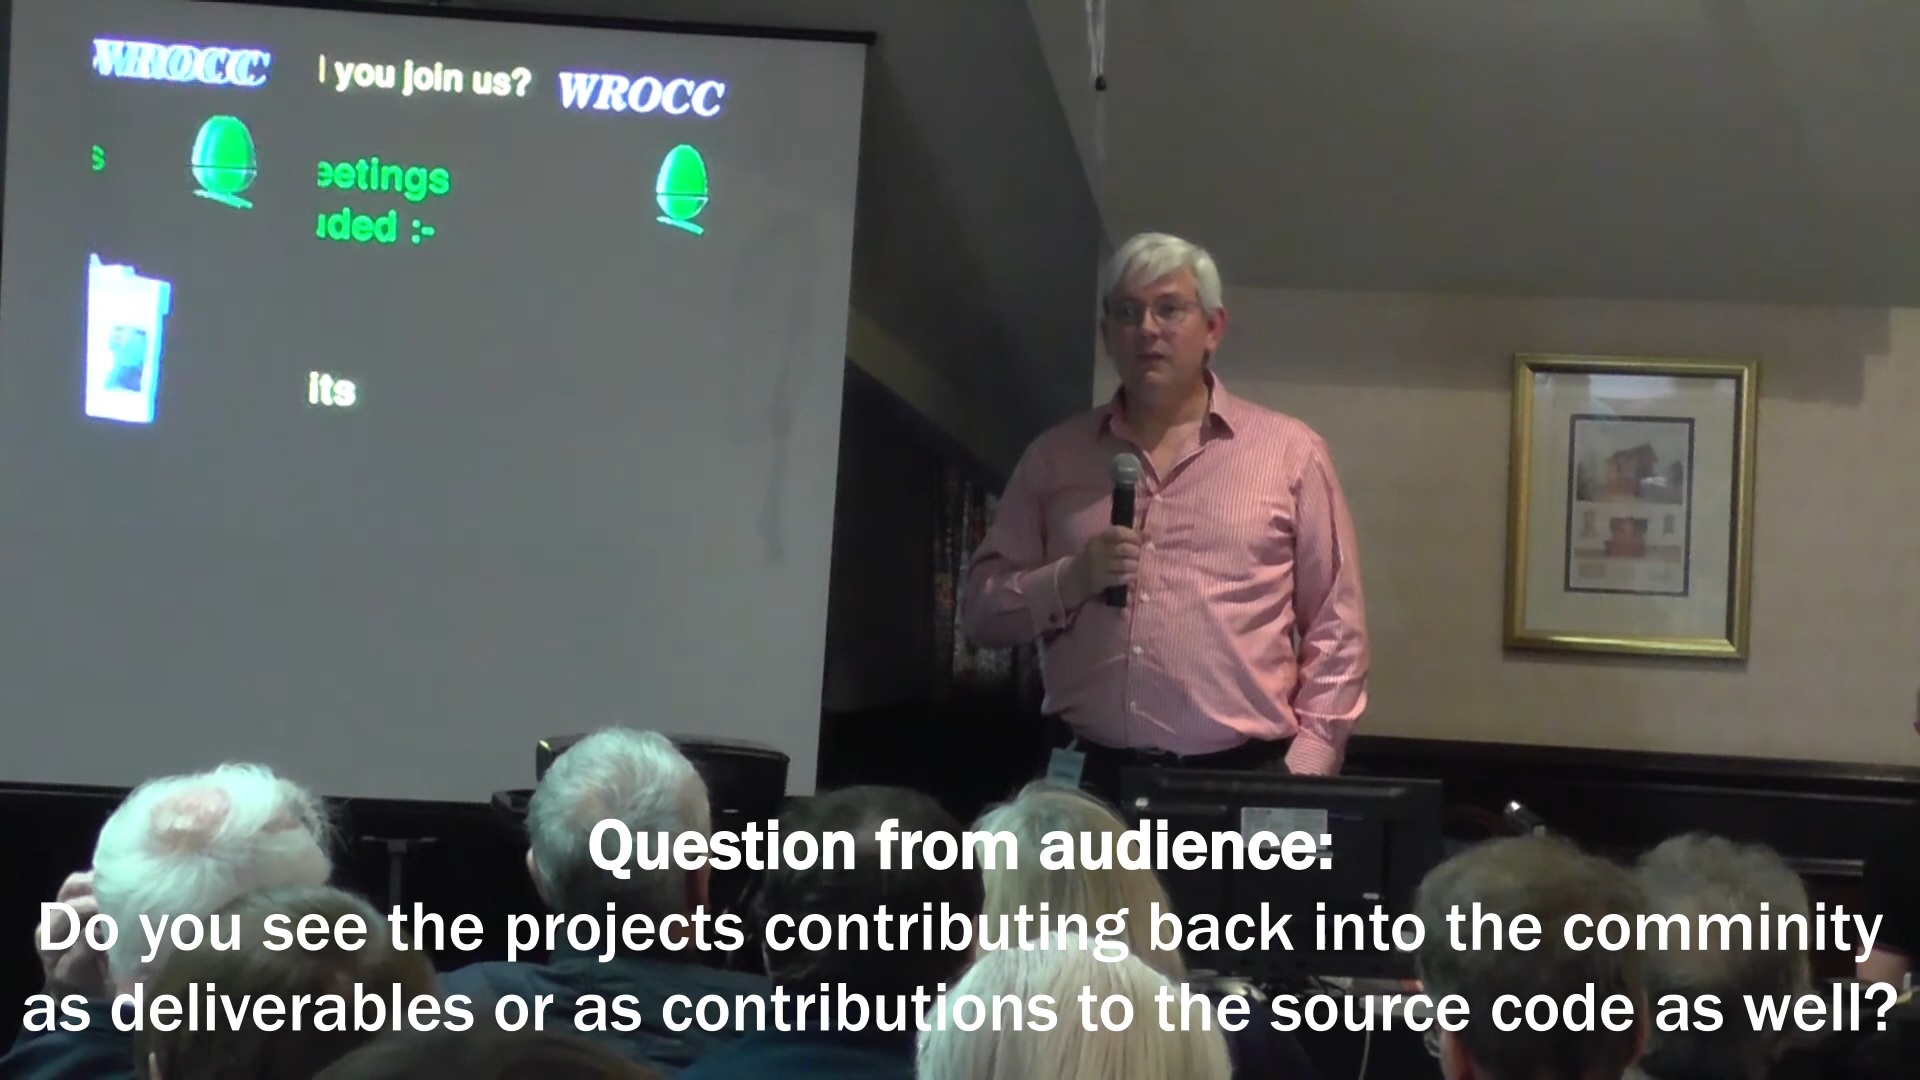 WROCC
you join us?
WROCC
s
eetings
ded :-
its
Question from audience:
Do you see the projects contributing back into the comminity
as deliverables or as contributions to the source code as well?